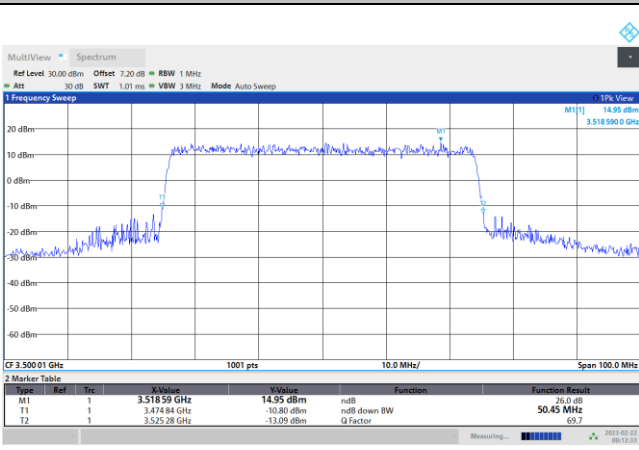 MultiView Spectrum
Ref Level 30.00 dBm Offset 7.20 dB RBW 1 MHz
Att 30 dB SWT 1.01 ms VBW 3 MHz Mode Auto Sweep
1 Frequency Sweep 1Pk View
M1[1] 14.95 dBm
3.518 590 0 GHz
M1
20 dBm
10 dBm
0 dBm
T1
T2
-10 dBm
-20 dBm
-30 dBm
-40 dBm
-50 dBm
-60 dBm
CF 3.500 01 GHz 1001 pts 10.0 MHz/ Span 100.0 MHz
2 Marker Table
Type Ref Trc X-Value Y-Value Function Function Result
M1 1 3.518 59 GHz 14.95 dBm ndB 26.0 dB
T1 1 3.474 84 GHz -10.80 dBm ndB down BW 50.45 MHz
T2 1 3.525 28 GHz -13.09 dBm Q Factor 69.7
Measuring... 2023-02-22
00:12:33